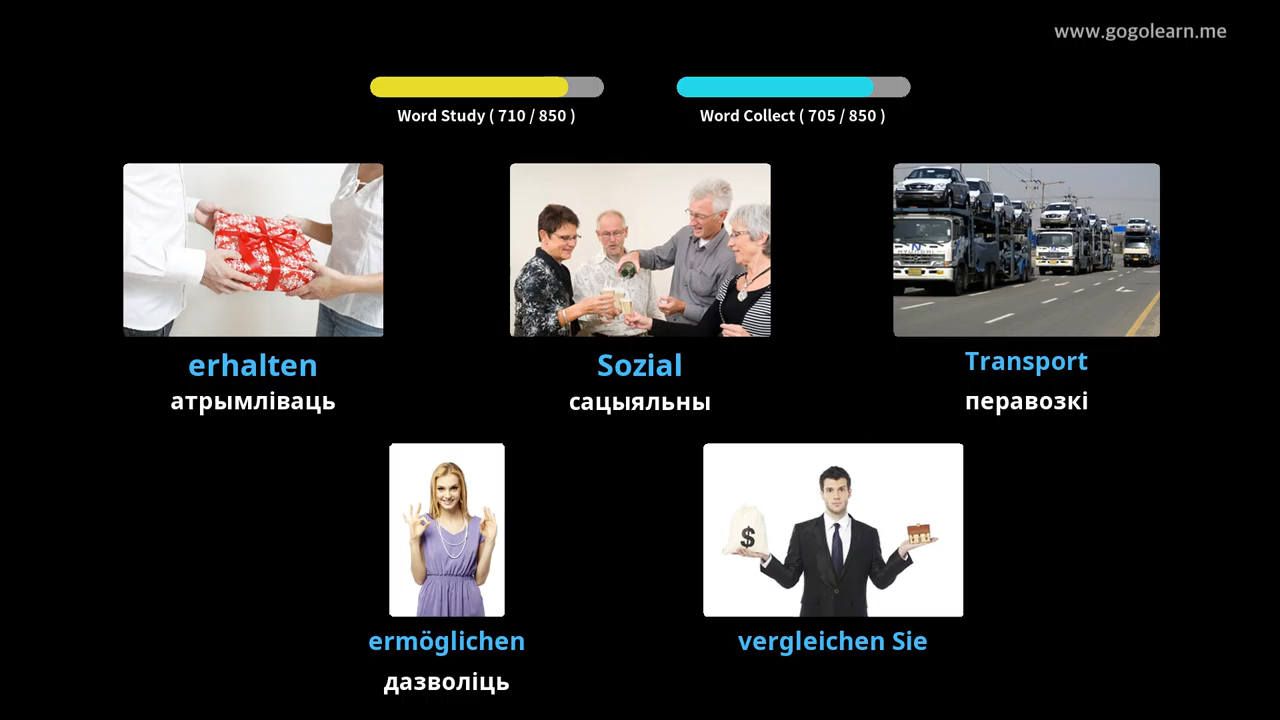 www.gogolearn.me
Word Study ( 710 / 850 )
Word Collect ( 705 / 850 )
erhalten
атрымліваць
Sozial
сацыяльны
Transport
перавозкі
$
ermöglichen
дазволіць
vergleichen Sie